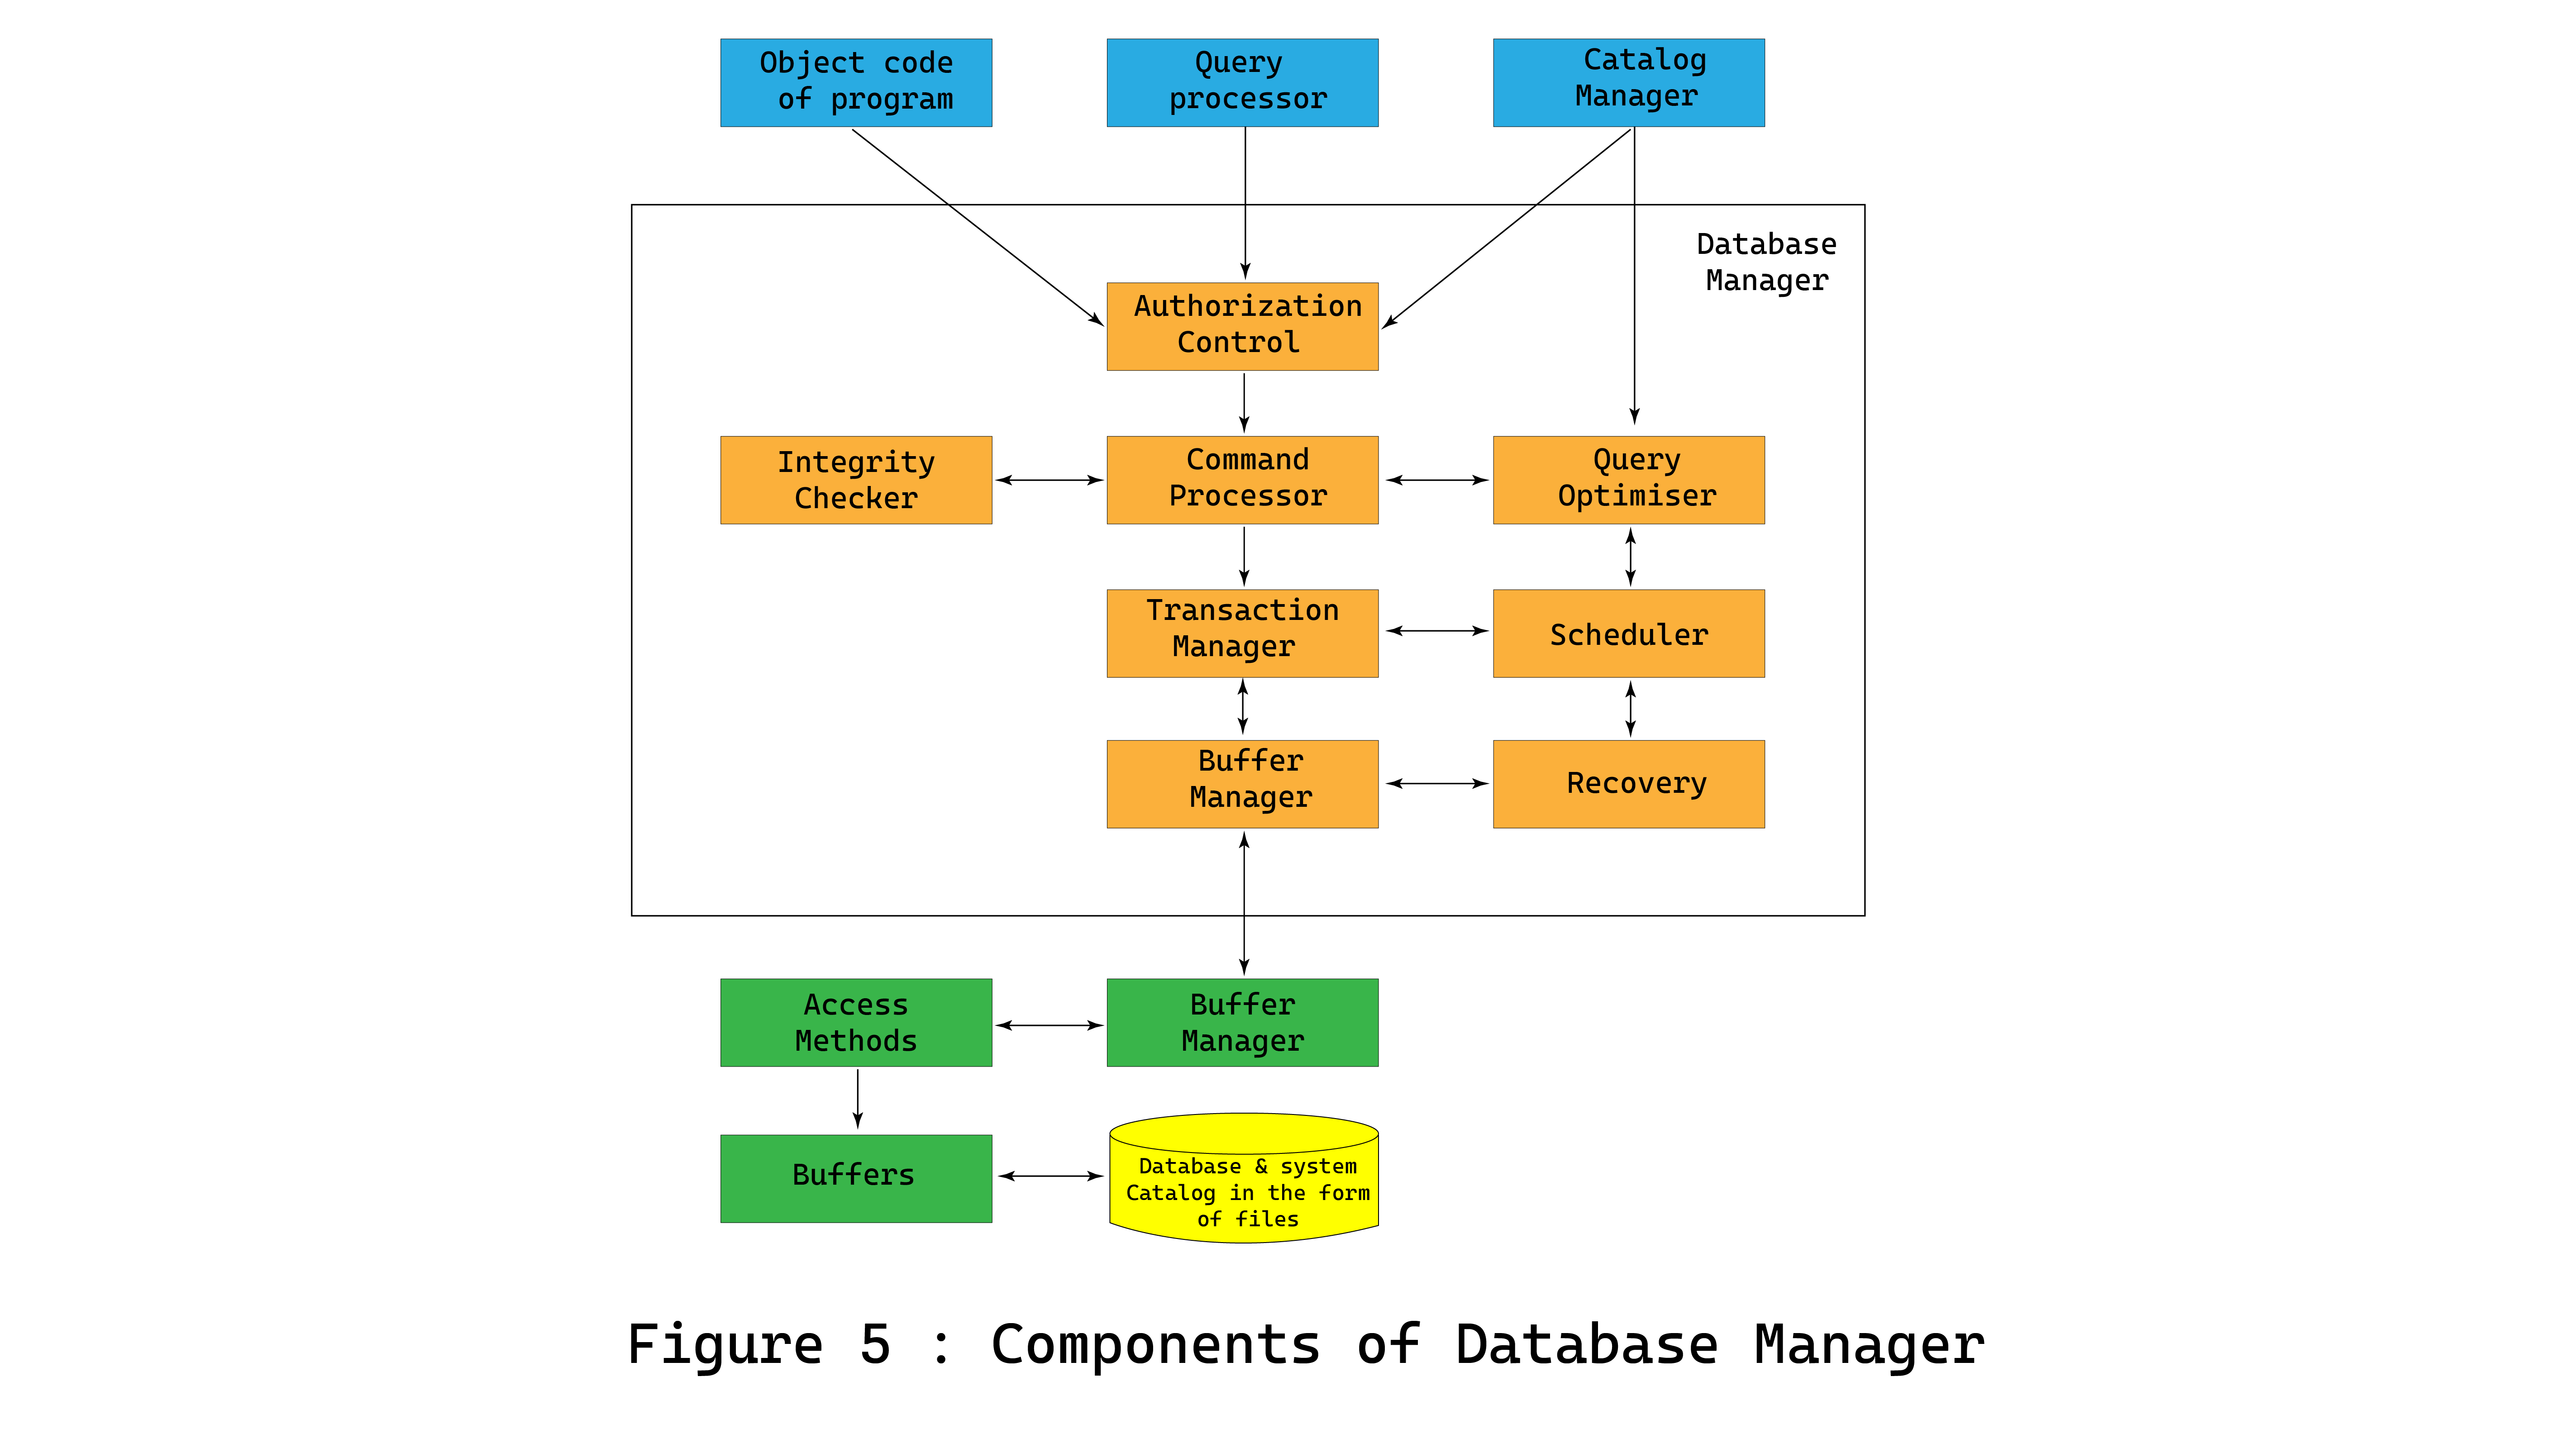 Object code
of program
Query
processor
Catalog
Manager
Database
Manager
Authorization
Control
Integrity
Checker
Command
Processor
Query
Optimiser
Transaction
Manager
Scheduler
Buffer
Manager
Recovery
Access
Methods
Buffer
Manager
Buffers
Database & system
Catalog in the form
of files
Figure 5 : Components of Database Manager